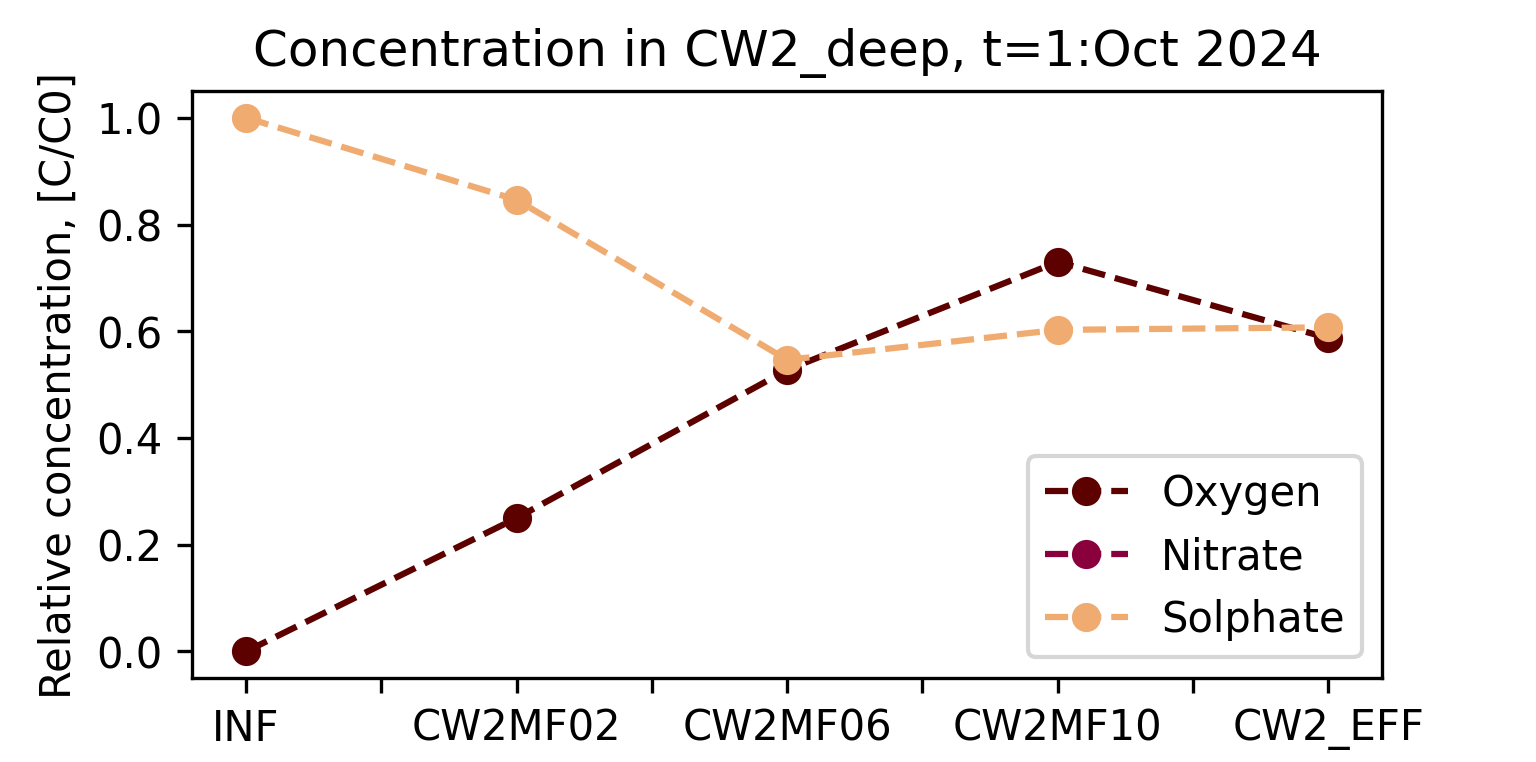 Concentration in CW2_deep, t=1:Oct 2024
Relative concentration, [C/C0]
1.0
0.8
0.6
0.4
0.2
0.0
Oxygen
Nitrate
Solphate
INF CW2MF02 CW2MF06 CW2MF10 CW2_EFF